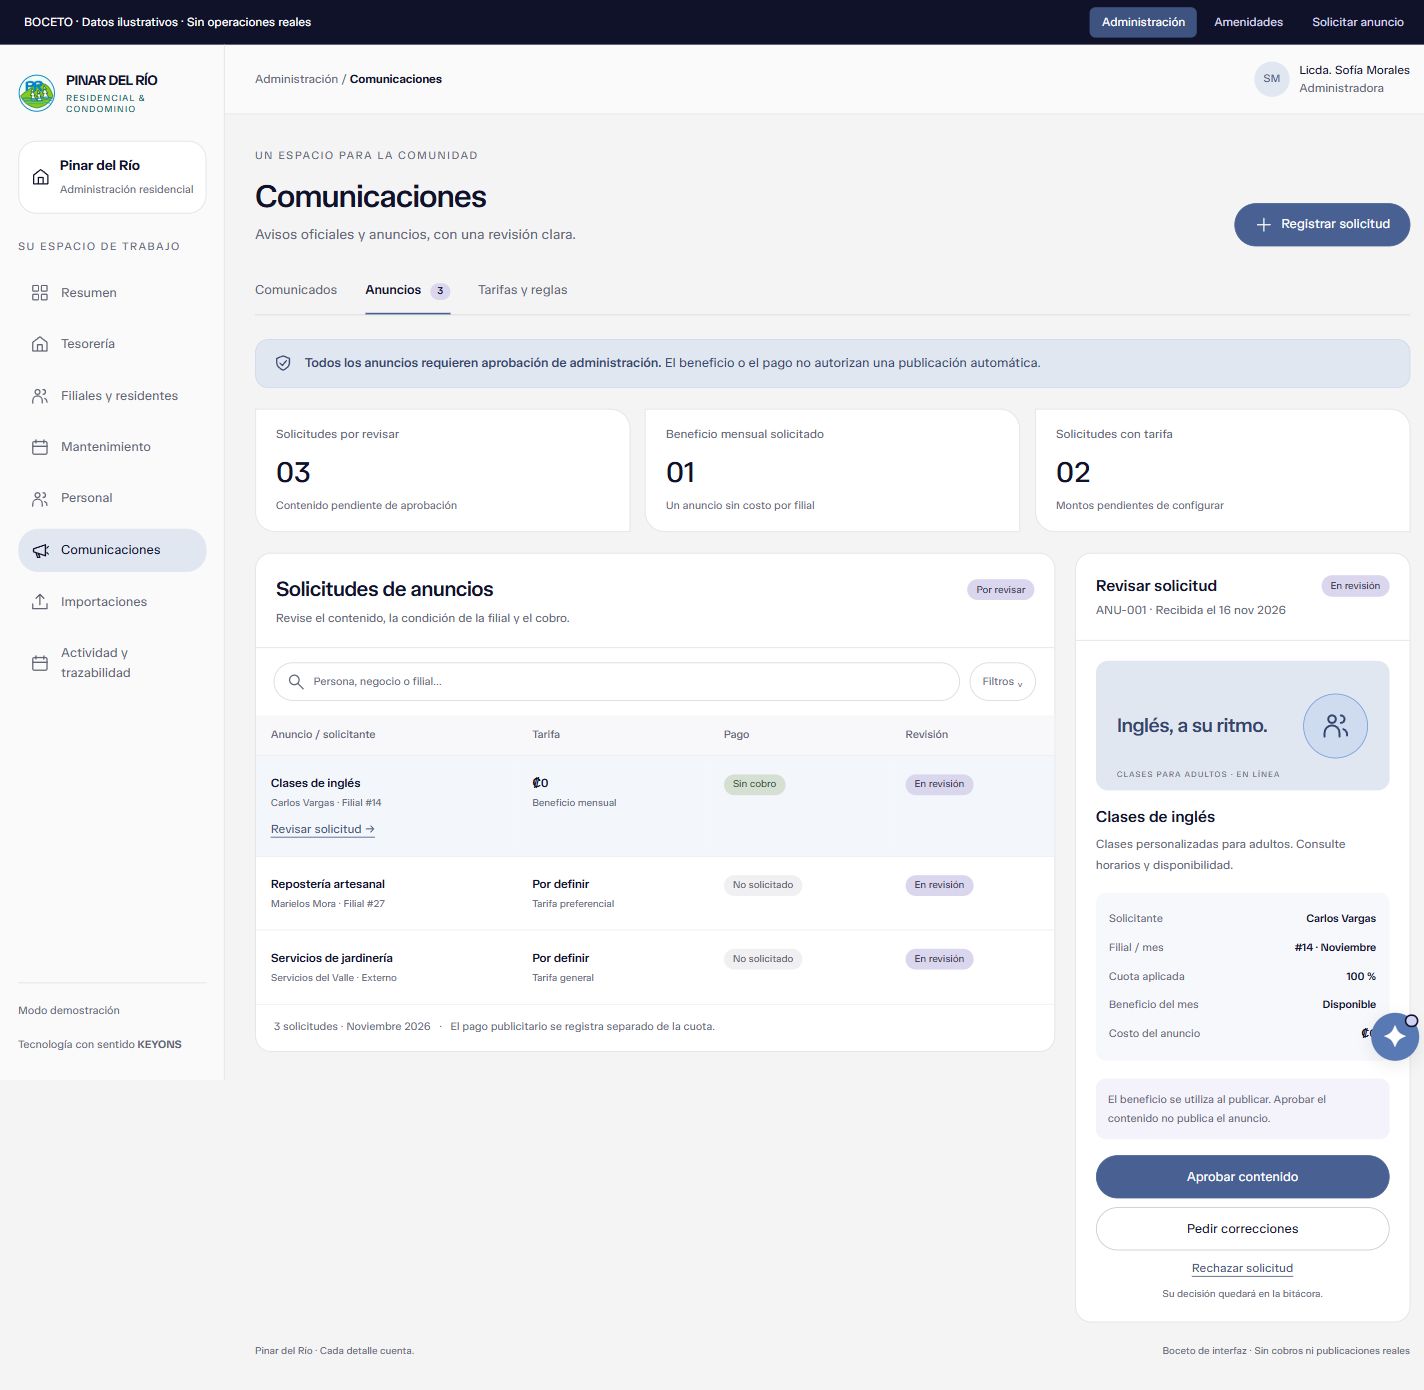 BOCETO · Datos ilustrativos · Sin operaciones reales
Administración
Amenidades
Solicitar anuncio
PINAR DEL RÍO
RESIDENCIAL &
CONDOMINIO
Pinar del Río
Administración residencial
SU ESPACIO DE TRABAJO
Resumen
Tesorería
Filiales y residentes
Mantenimiento
Personal
Comunicaciones
Importaciones
Actividad y
trazabilidad
Modo demostración
Tecnología con sentido KEYONS
Administración / Comunicaciones
SM
Licda. Sofía Morales
Administradora
UN ESPACIO PARA LA COMUNIDAD
Comunicaciones
Avisos oficiales y anuncios, con una revisión clara.
Registrar solicitud
Comunicados
Anuncios 3
Tarifas y reglas
Todos los anuncios requieren aprobación de administración. El beneficio o el pago no autorizan una publicación automática.
Solicitudes por revisar
03
Contenido pendiente de aprobación
Beneficio mensual solicitado
01
Un anuncio sin costo por filial
Solicitudes con tarifa
02
Montos pendientes de configurar
Solicitudes de anuncios
Por revisar
Revise el contenido, la condición de la filial y el cobro.
Persona, negocio o filial...
Filtros
Anuncio / solicitante
Tarifa
Pago
Revisión
Clases de inglés
₡0
Sin cobro
En revisión
Carlos Vargas · Filial #14
Beneficio mensual
Revisar solicitud →
Repostería artesanal
Por definir
No solicitado
En revisión
Marielos Mora · Filial #27
Tarifa preferencial
Servicios de jardinería
Por definir
No solicitado
En revisión
Servicios del Valle · Externo
Tarifa general
3 solicitudes · Noviembre 2026 · El pago publicitario se registra separado de la cuota.
Revisar solicitud
En revisión
ANU-001 · Recibida el 16 nov 2026
Inglés, a su ritmo.
CLASES PARA ADULTOS · EN LÍNEA
Clases de inglés
Clases personalizadas para adultos. Consulte
horarios y disponibilidad.
Solicitante
Carlos Vargas
Filial / mes
#14 · Noviembre
Cuota aplicada
100 %
Beneficio del mes
Disponible
Costo del anuncio
El beneficio se utiliza al publicar. Aprobar el
contenido no publica el anuncio.
Aprobar contenido
Pedir correcciones
Rechazar solicitud
Su decisión quedará en la bitácora.
Pinar del Río · Cada detalle cuenta.
Boceto de interfaz · Sin cobros ni publicaciones reales